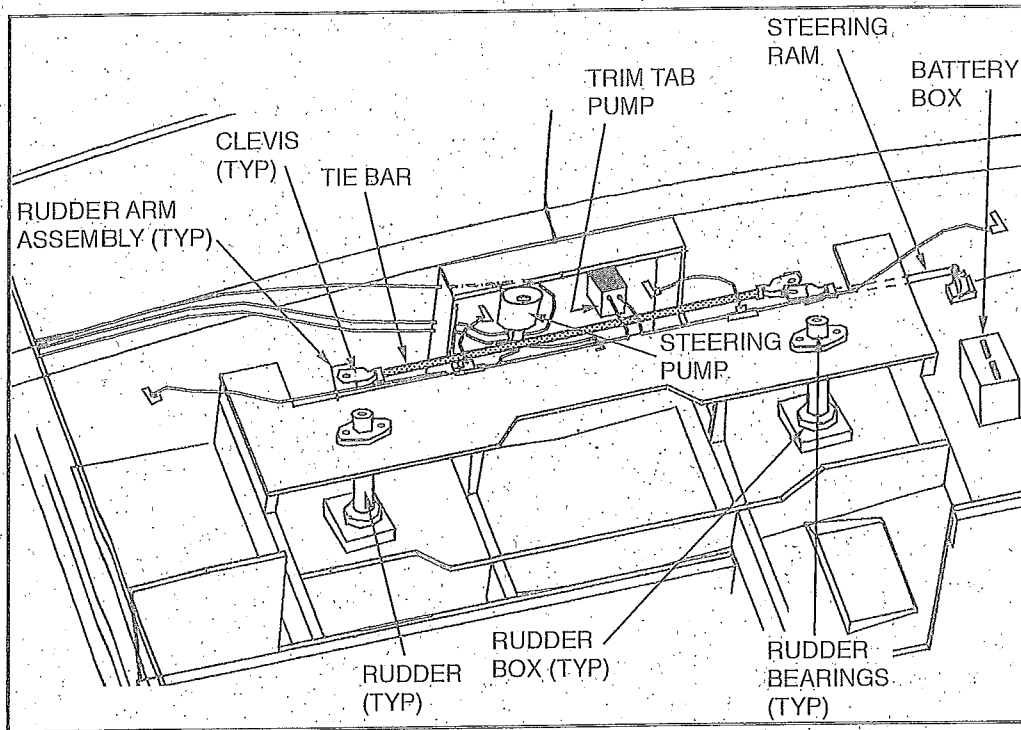 STEERING
RAM
BATTERY
BOX
TRIM TAB
PUMP
CLEVIS
(TYP)
TIE BAR
RUDDER ARM
ASSEMBLY (TYP)
STEERING
PUMP
RUDDER
(TYP)
RUDDER
BOX (TYP)
RUDDER
BEARINGS
(TYP)